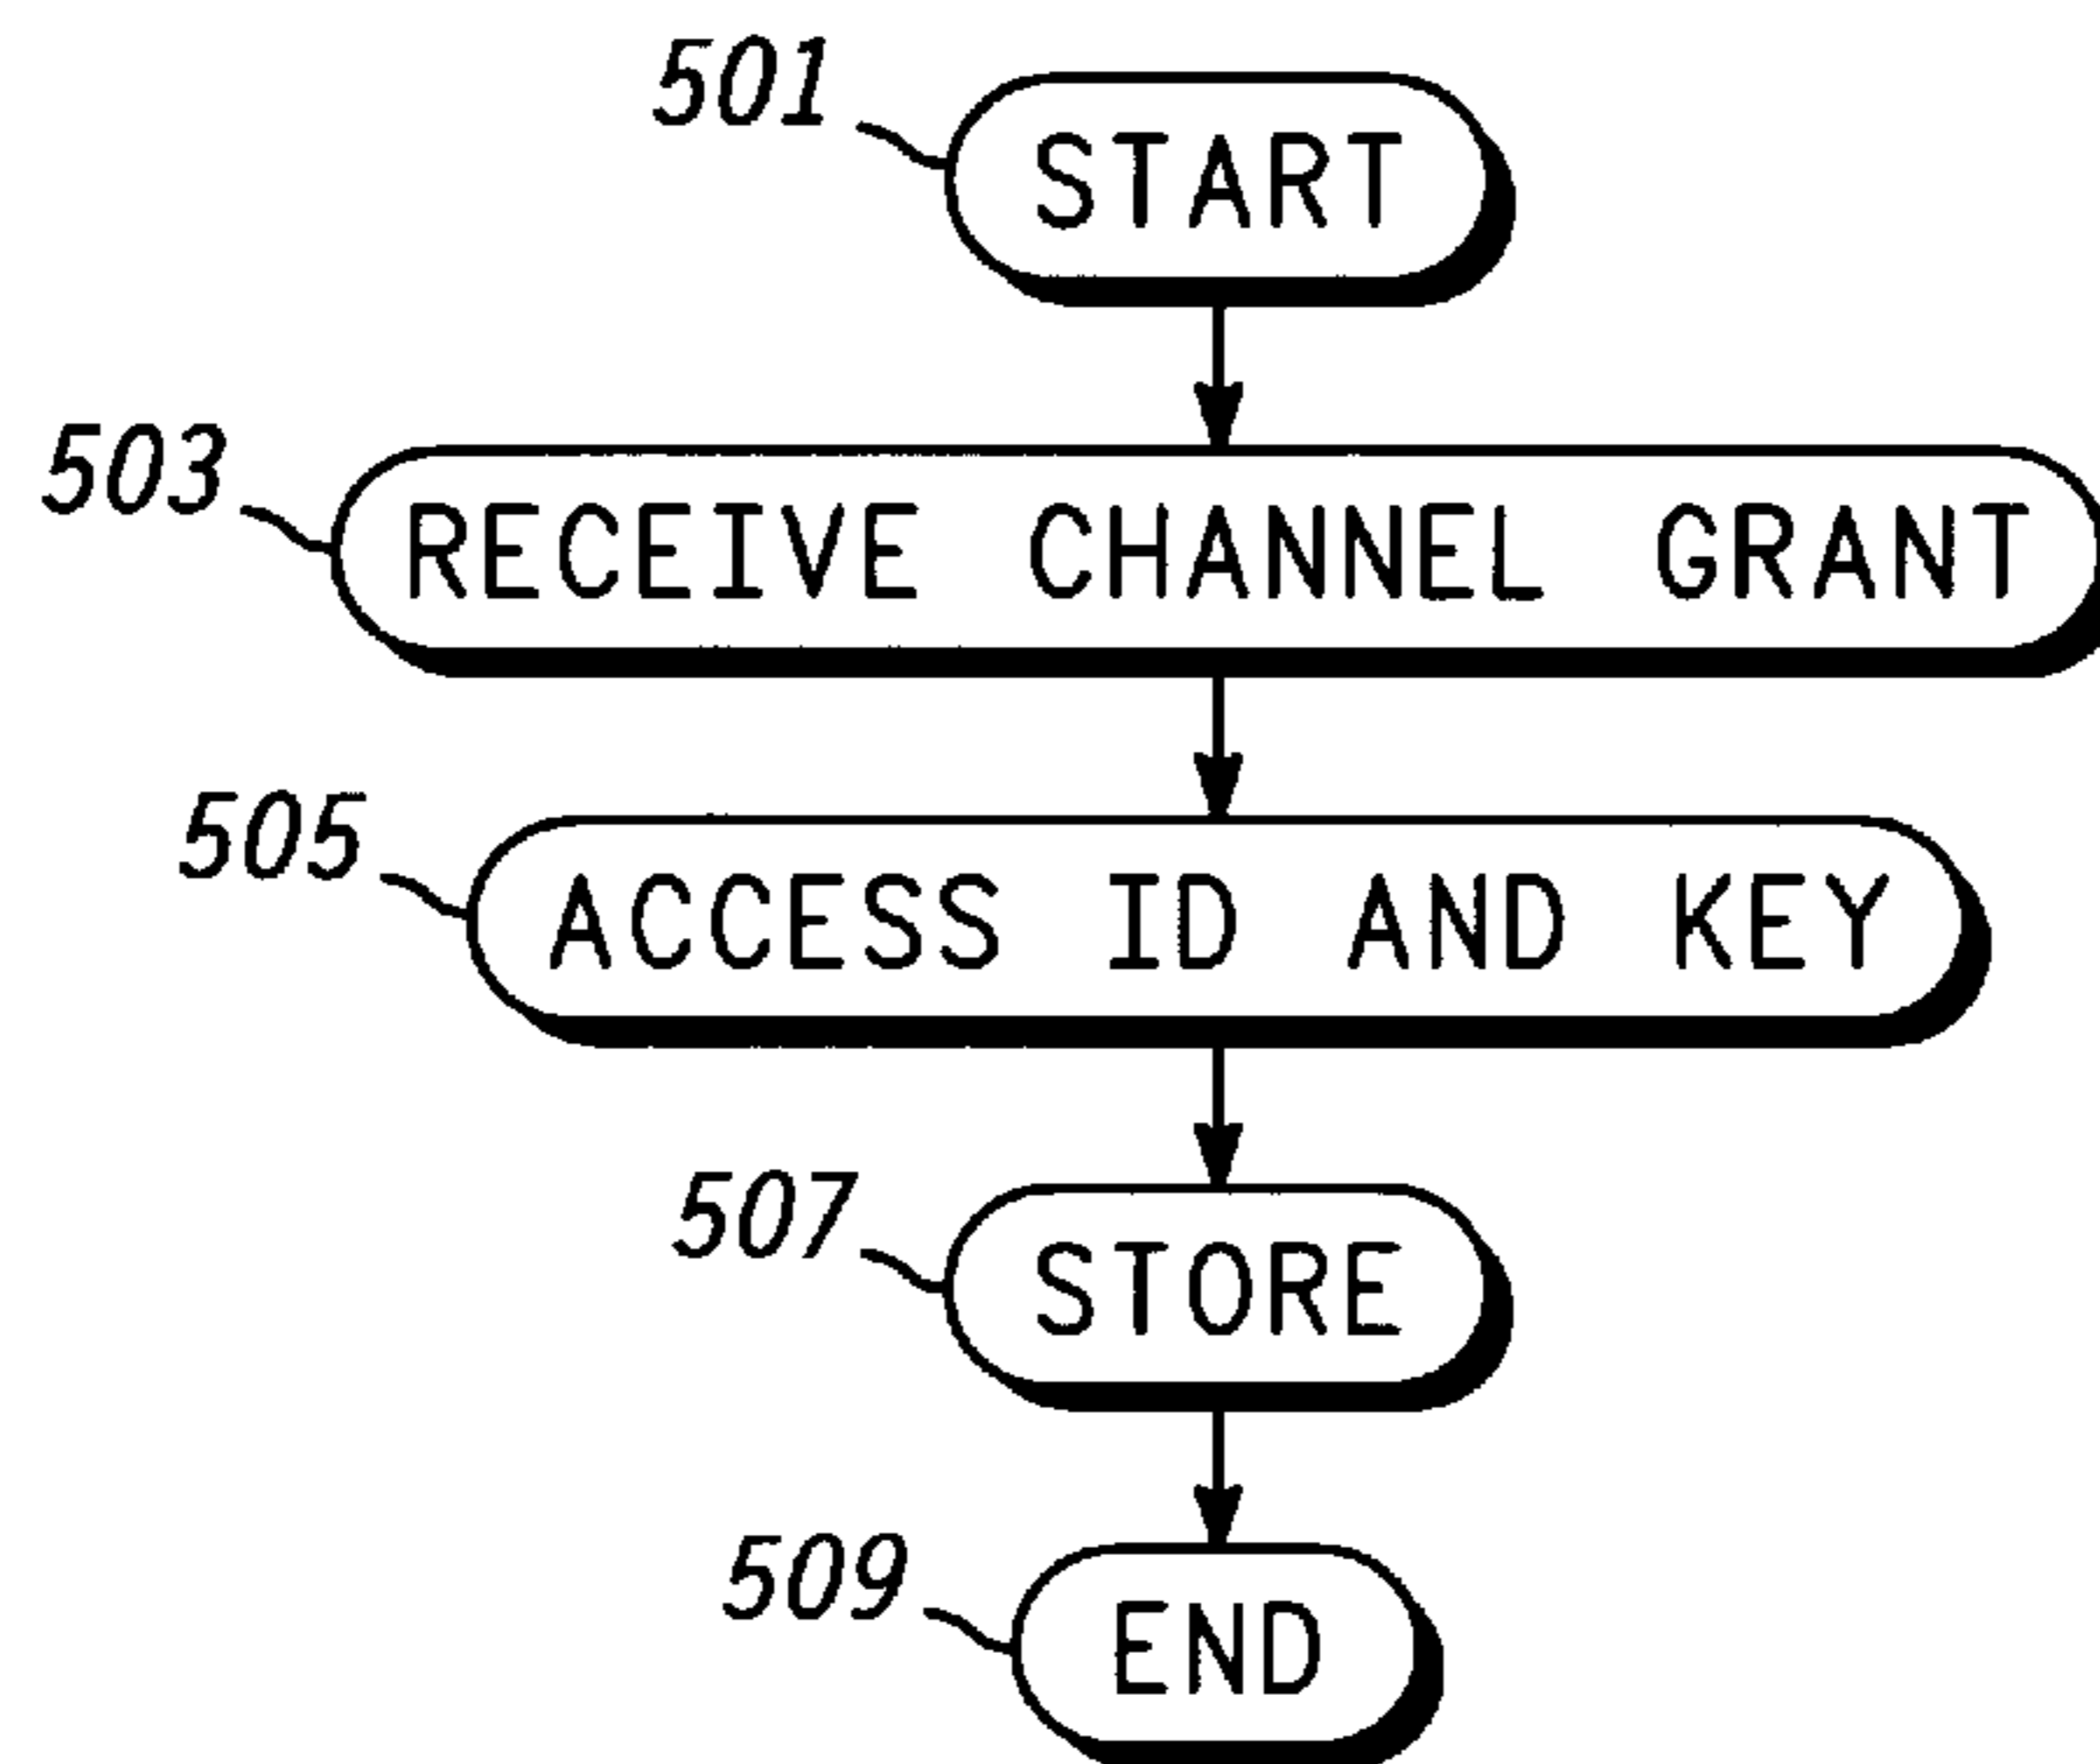 501
START
503
RECEIVE CHANNEL GRANT
505
ACCESS ID AND KEY
507
STORE
509
END